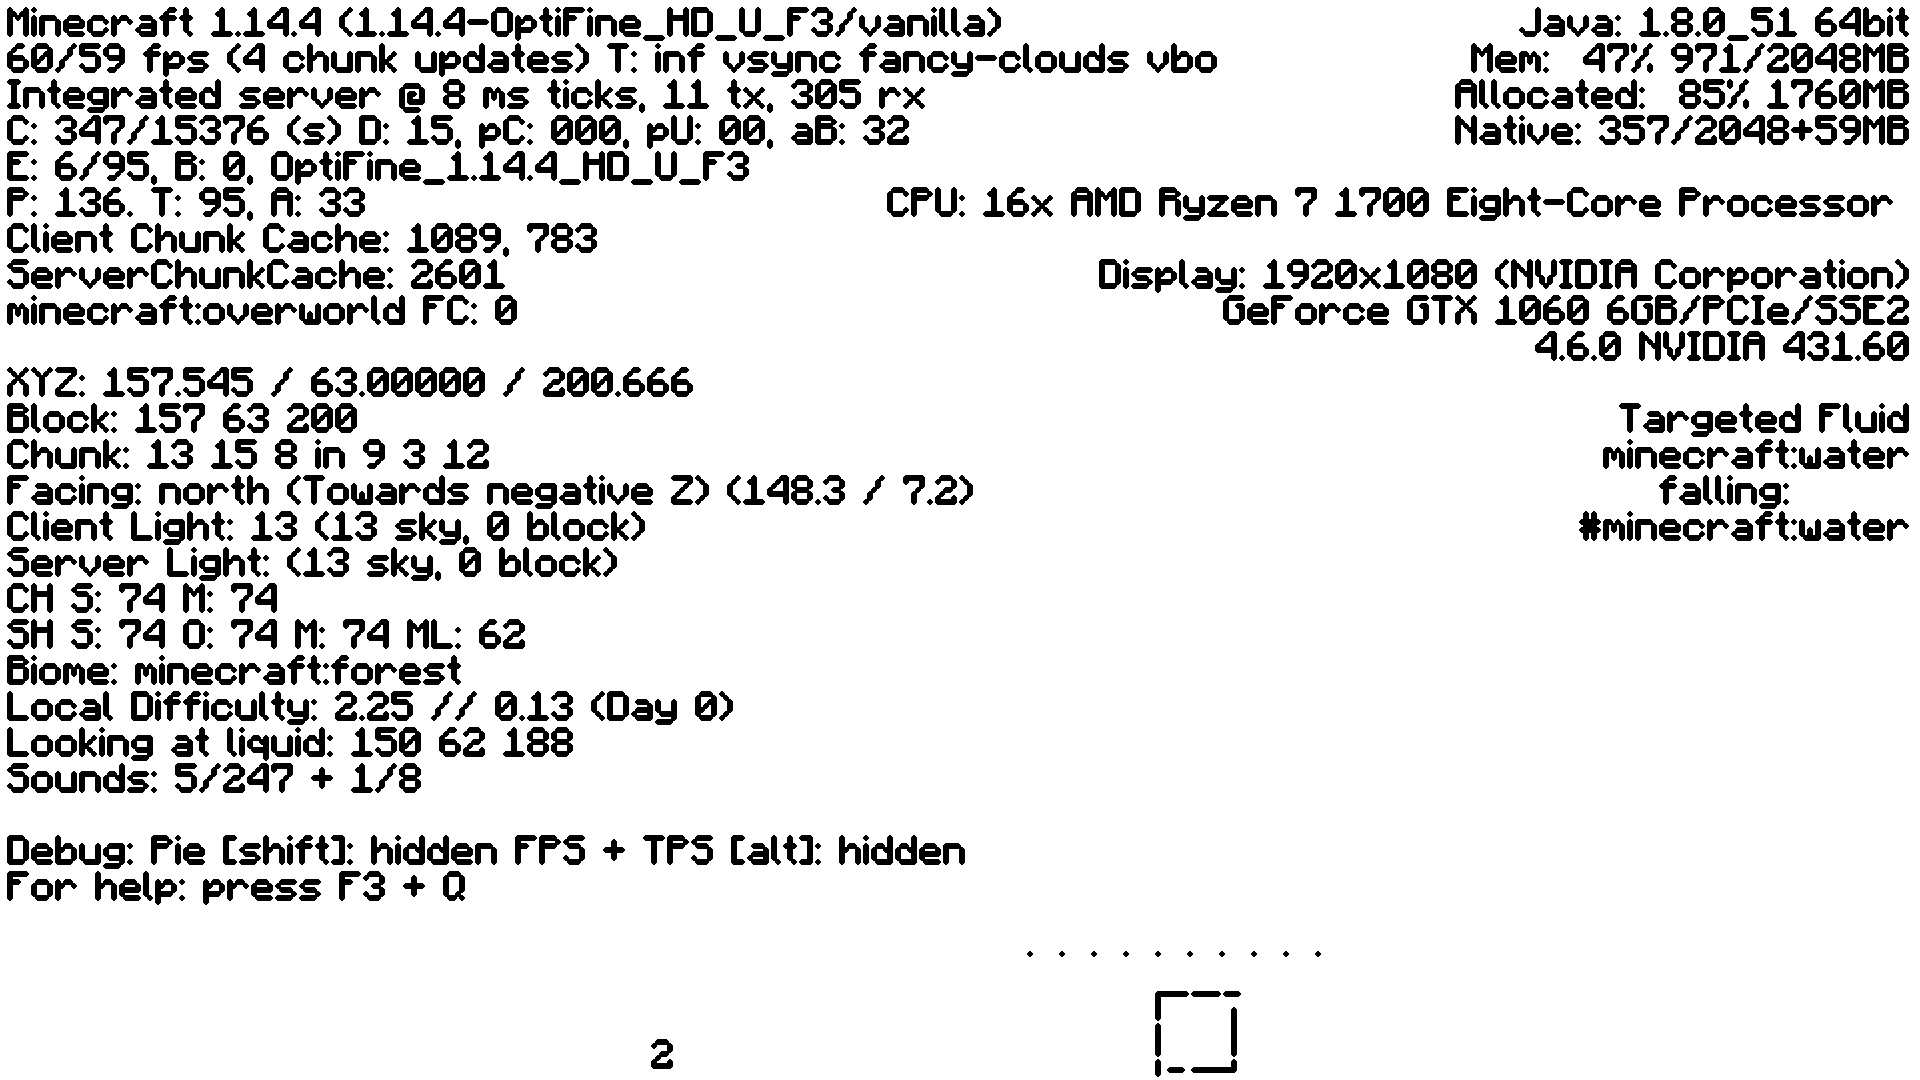 Minecraft 1.14.4 (1.14.4-OptiFine_HD_U_F3/vanilla)
60/59 fps (4 chunk updates) T: inf vsync fancy-clouds vbo
Integrated server @ 8 ms ticks, 11 tx, 305 rx
C: 347/15376 (s) D: 15, pC: 000, pU: 00, aB: 32
E: 6/95, B: 0, OptiFine_1.14.4_HD_U_F3
P: 136. T: 95, A: 33
Client Chunk Cache: 1089, 783
ServerChunkCache: 2601
minecraft:overworld FC: 0
XYZ: 157.545 / 63.00000 / 200.666
Block: 157 63 200
Chunk: 13 15 8 in 9 3 12
Facing: north (Towards negative Z) (148.3 / 7.2)
Client Light: 13 (13 sky, 0 block)
Server Light: (13 sky, 0 block)
CH S: 74 M: 74
SH S: 74 O: 74 M: 74 ML: 62
Biome: minecraft:forest
Local Difficulty: 2.25 // 0.13 (Day 0)
Looking at liquid: 150 62 188
Sounds: 5/247 + 1/8
Debug: Pie [shift]: hidden FPS + TPS [alt]: hidden
For help: press F3 + Q
Java: 1.8.0_51 64bit
Mem: 47% 971/2048MB
Allocated: 85% 1760MB
Native: 357/2048+59MB
CPU: 16x AMD Ryzen 7 1700 Eight-Core Processor
Display: 1920x1080 (NVIDIA Corporation)
GeForce GTX 1060 6GB/PCIe/SSE2
4.6.0 NVIDIA 431.60
Targeted Fluid
minecraft:water
falling:
#minecraft:water
2